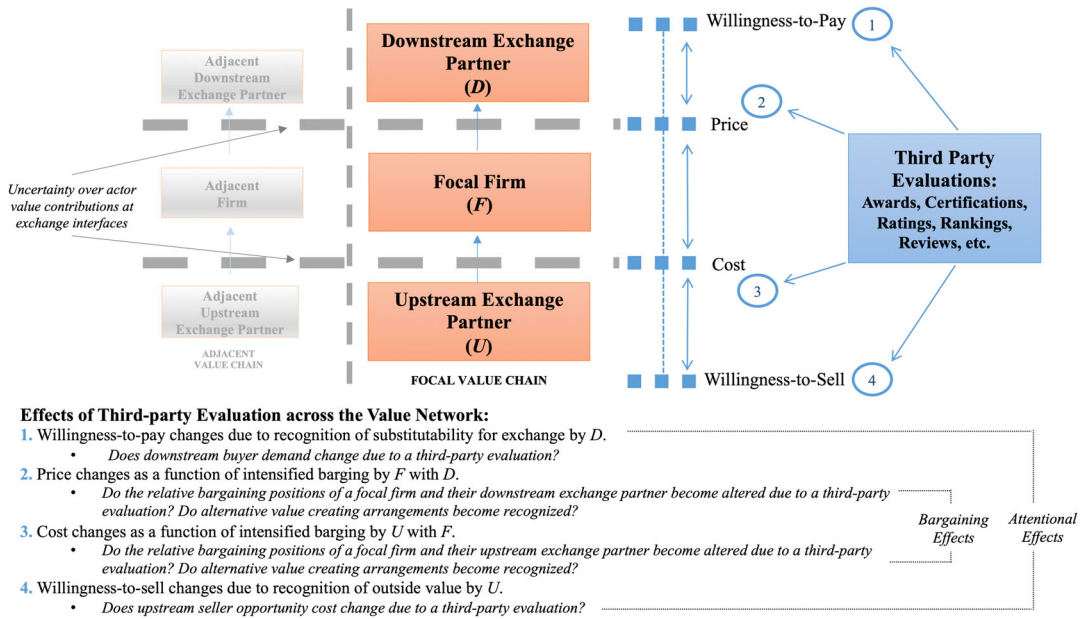 Adjacent
Downstream
Exchange Partner
Downstream Exchange
Partner
(D)
Willingness-to-Pay
1
2
Price
Uncertainty over actor
value contributions at
exchange interfaces
Adjacent
Firm
Focal Firm
(F)
Third Party
Evaluations:
Awards, Certifications,
Ratings, Rankings,
Reviews, etc.
Cost
3
Adjacent
Upstream
Exchange Partner
Upstream Exchange
Partner
(U)
ADJACENT
VALUE CHAIN
FOCAL VALUE CHAIN
Willingness-to-Sell
4
Effects of Third-party Evaluation across the Value Network:
1. Willingness-to-pay changes due to recognition of substitutability for exchange by D.
• Does downstream buyer demand change due to a third-party evaluation?
2. Price changes as a function of intensified barging by F with D.
• Do the relative bargaining positions of a focal firm and their downstream exchange partner become altered due to a third-party
evaluation? Do alternative value creating arrangements become recognized?
3. Cost changes as a function of intensified barging by U with F.
• Do the relative bargaining positions of a focal firm and their upstream exchange partner become altered due to a third-party
evaluation? Do alternative value creating arrangements become recognized?
4. Willingness-to-sell changes due to recognition of outside value by U.
• Does upstream seller opportunity cost change due to a third-party evaluation?
Bargaining
Effects
Attentional
Effects